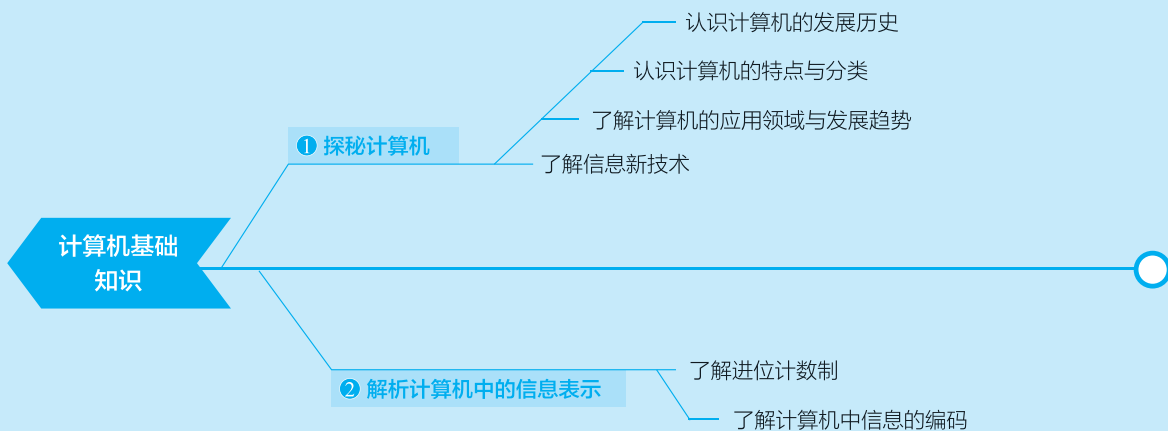 认识计算机的发展历史
认识计算机的特点与分类
了解计算机的应用领域与发展趋势
❶ 探秘计算机
了解信息新技术
计算机基础
知识
了解进位计数制
❷ 解析计算机中的信息表示
了解计算机中信息的编码